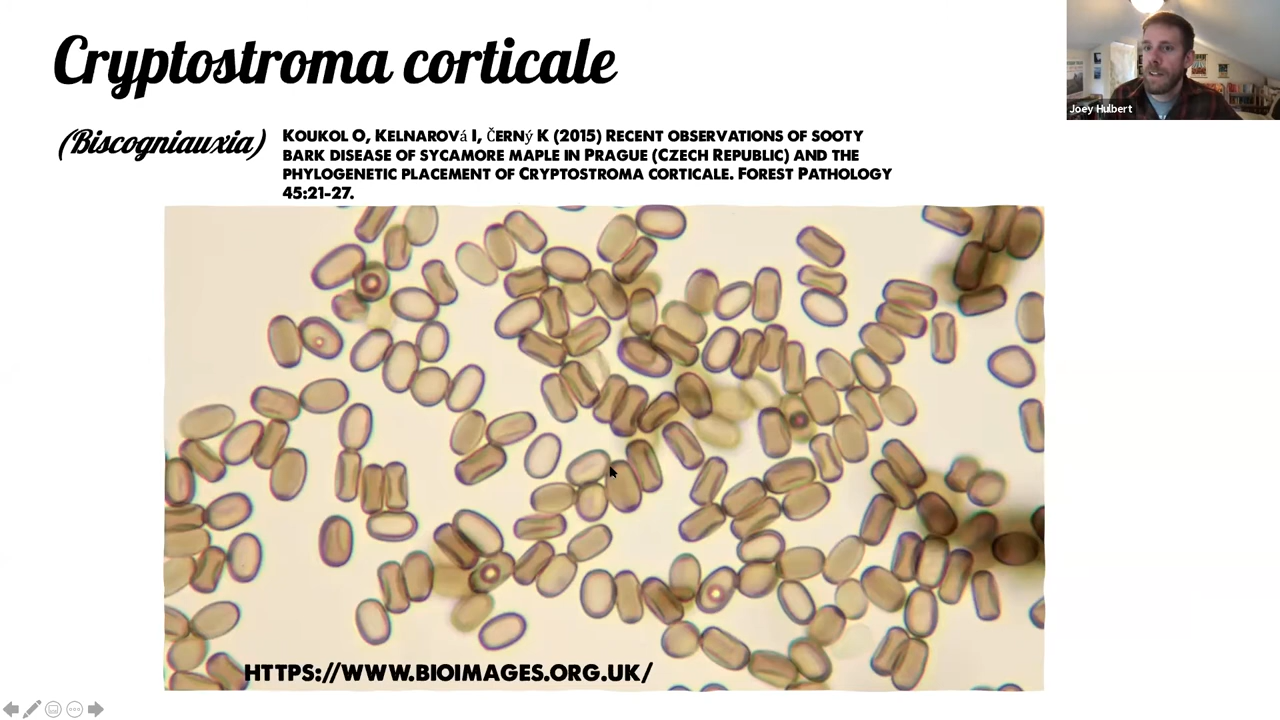 Cryptostroma corticale
Joey Hulbert
(Biscogniauxia)
KOUKOL O, KELNAROVá I, ČERNý K (2015) RECENT OBSERVATIONS OF SOOTY
BARK DISEASE OF SYCAMORE MAPLE IN PRAGUE (CZECH REPUBLIC) AND THE
PHYLOGENETIC PLACEMENT OF CRYPTOSTROMA CORTICALE. FOREST PATHOLOGY
45:21-27.
HTTPS://WWW.BIOIMAGES.ORG.UK/